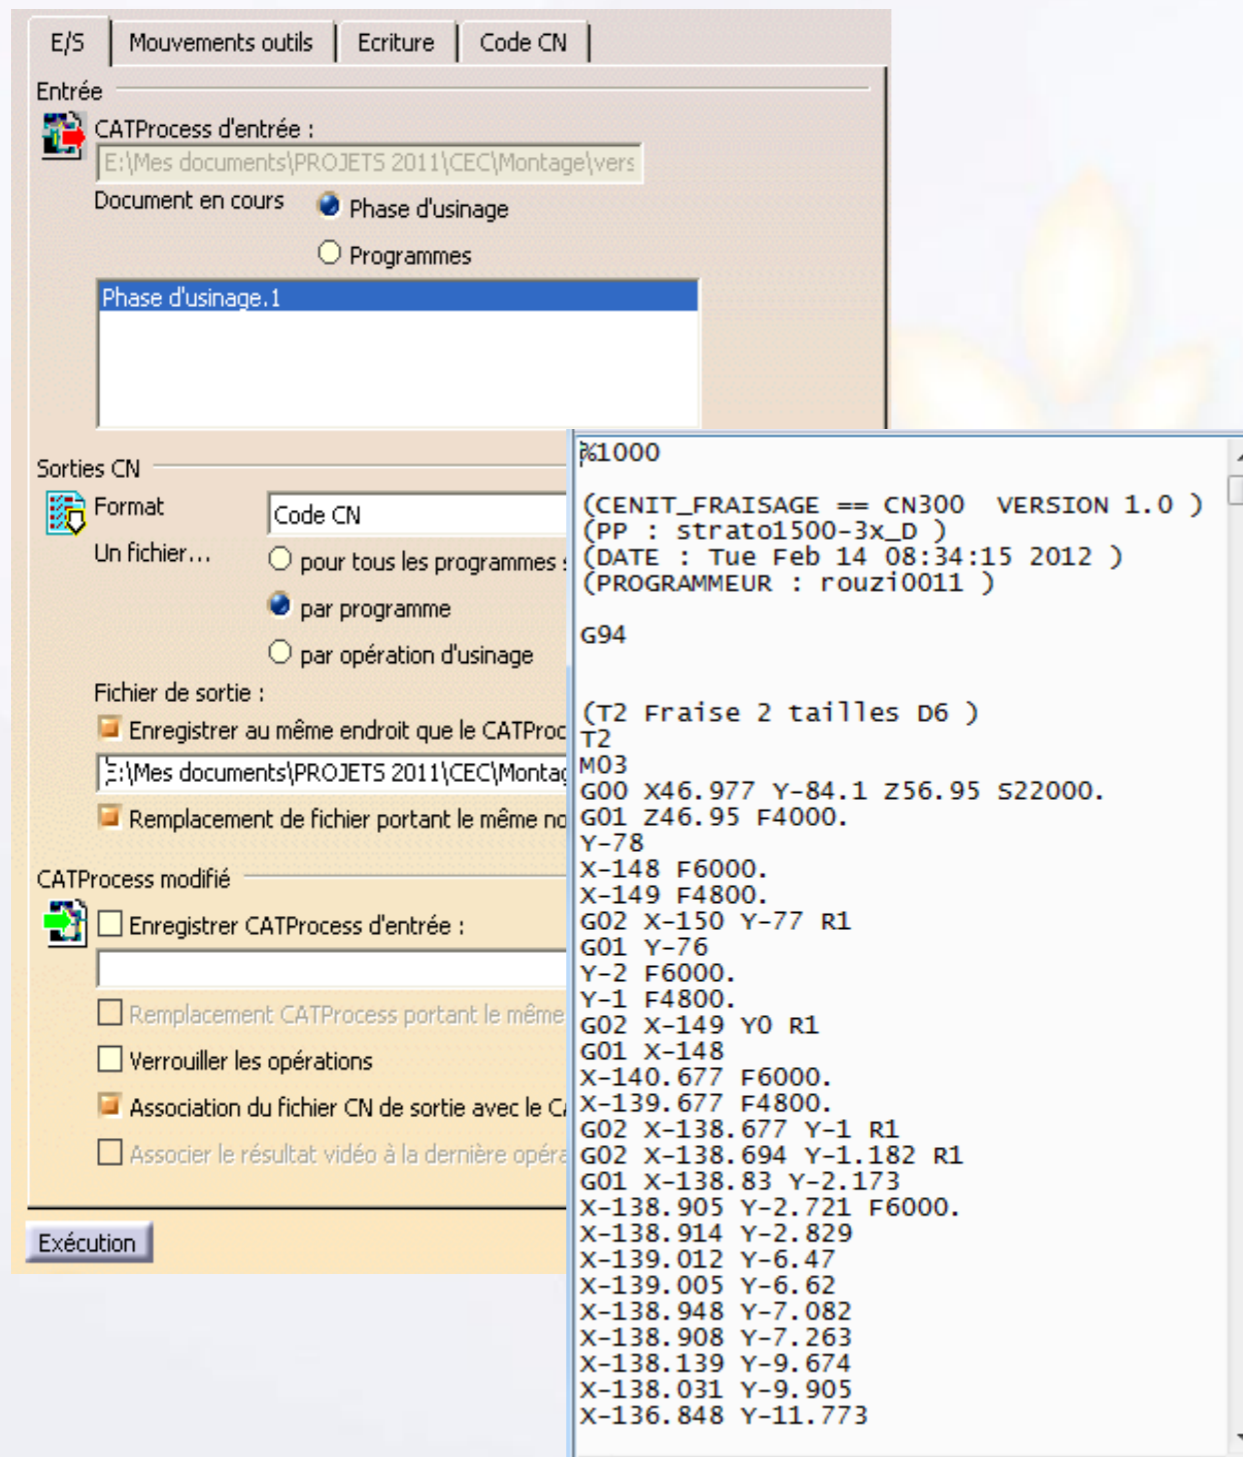 E/S Mouvements outils Ecriture Code CN
Entrée
CATProcess d'entrée :
E:\Mes documents\PROJETS 2011\CEC\Montage\vers
Document en cours Phase d'usinage
Programmes
Phase d'usinage.1
Sorties CN
Format Code CN
Un fichier... pour tous les programmes s
par programme
par opération d'usinage
Fichier de sortie :
Enregistrer au même endroit que le CATProc
E:\Mes documents\PROJETS 2011\CEC\Montag
Remplacement de fichier portant le même no
CATProcess modifié
Enregistrer CATProcess d'entrée :
Remplacement CATProcess portant le même
Verrouiller les opérations
Association du fichier CN de sortie avec le CA
Associer le résultat vidéo à la dernière opéra
Exécution
%1000
(CENIT_FRAISAGE == CN300 VERSION 1.0 )
(PP : strato1500-3x_D )
(DATE : Tue Feb 14 08:34:15 2012 )
(PROGRAMMEUR : rouzi0011 )
G94
(T2 Fraise 2 tailles D6 )
T2
M03
G00 X46.977 Y-84.1 Z56.95 S22000.
G01 Z46.95 F4000.
Y-78
X-148 F6000.
X-149 F4800.
G02 X-150 Y-77 R1
G01 Y-76
Y-2 F6000.
Y-1 F4800.
G02 X-149 Y0 R1
G01 X-148
X-140.677 F6000.
X-139.677 F4800.
G02 X-138.677 Y-1 R1
G02 X-138.694 Y-1.182 R1
G01 X-138.83 Y-2.173
X-138.905 Y-2.721 F6000.
X-138.914 Y-2.829
X-139.012 Y-6.47
X-139.005 Y-6.62
X-138.948 Y-7.082
X-138.908 Y-7.263
X-138.139 Y-9.674
X-138.031 Y-9.905
X-136.848 Y-11.773